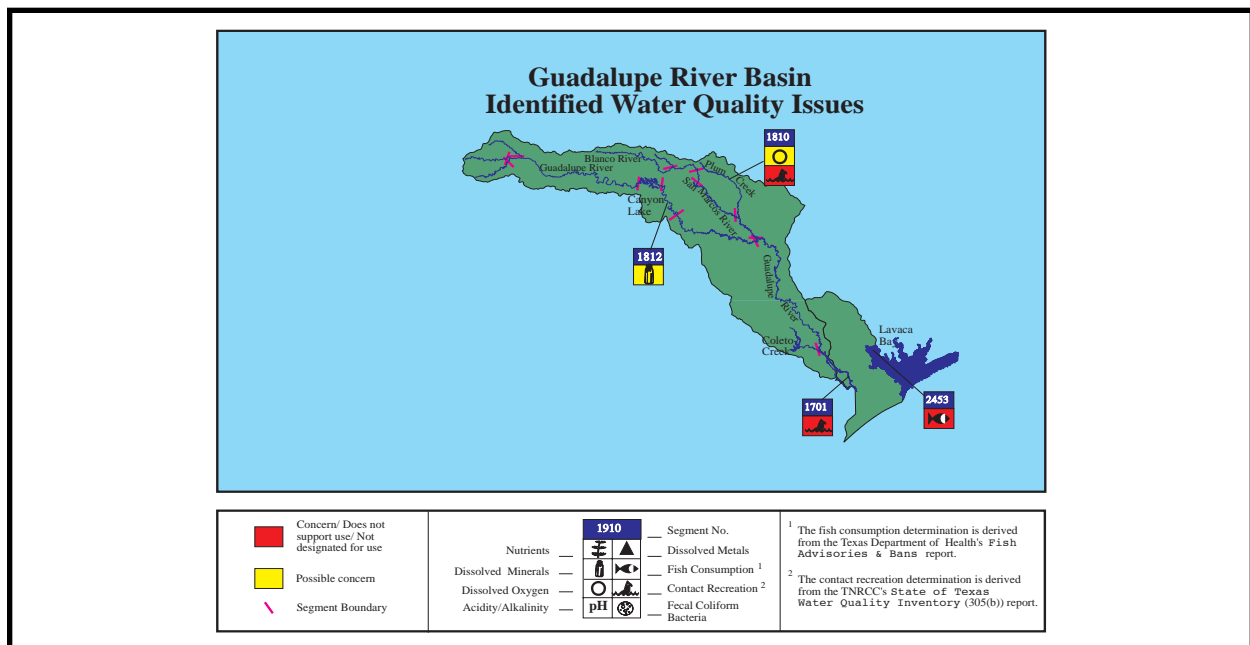 Guadalupe River Basin
Identified Water Quality Issues
1810
Blanco River
Guadalupe River
Plum
Creek
San Marcos River
Canyon
Lake
1812
Guadalupe
River
Lavaca
Bay
Coleto
Creek
1701
2453
Concern/ Does not
support use/ Not
designated for use
Possible concern
Segment Boundary
1910
Segment No.
Nutrients
Dissolved Metals
Dissolved Minerals
Fish Consumption 1
Dissolved Oxygen
Contact Recreation 2
Acidity/Alkalinity
pH
Fecal Coliform
Bacteria
1 The fish consumption determination is derived
from the Texas Department of Health's Fish
Advisories & Bans report.
2 The contact recreation determination is derived
from the TNRCC's State of Texas
Water Quality Inventory (305(b)) report.